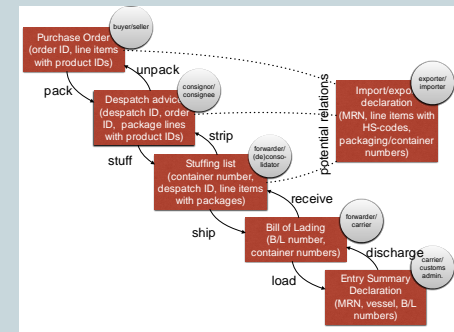 buyer/seller
Purchase Order
(order ID, line items
with product IDs)
pack
unpack
consignor/
consignee
Despatch advice
(despatch ID, order
ID, package lines
with product IDs)
stuff
strip
forwarder/
(de)conso-
lidator
Stuffing list
(container number,
despatch ID, line items
with packages)
ship
receive
forwarder/
carrier
Bill of Lading
(B/L number,
container numbers)
load
discharge
carrier/
customs
admin.
Entry Summary
Declaration
(MRN, vessel, B/L
numbers)
potential relations
exporter/
importer
Import/export
declaration
(MRN, line items with
HS-codes,
packaging/container
numbers)